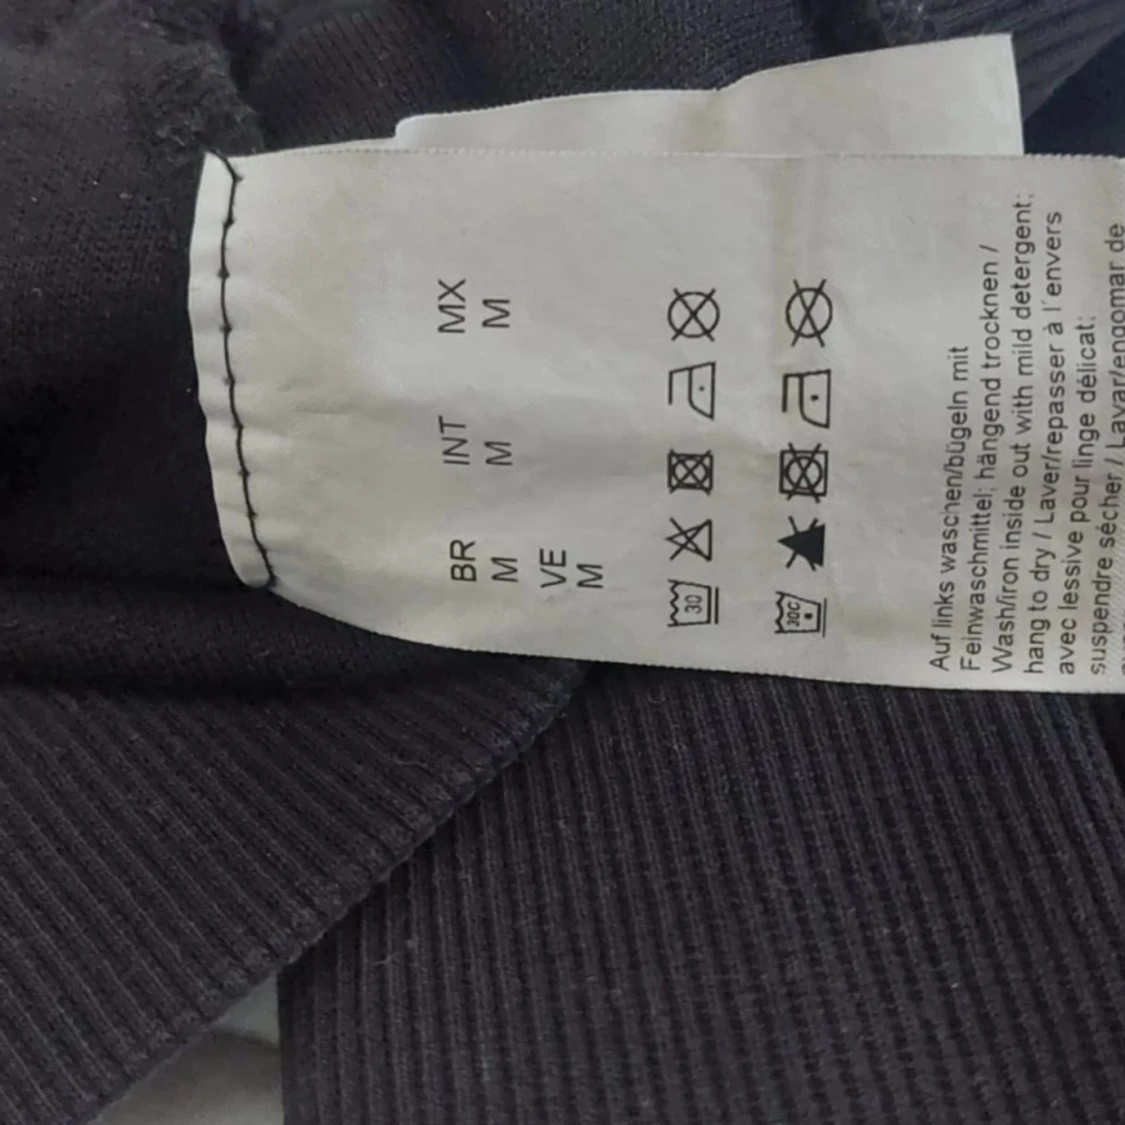 BR INT MX
M M M
VE
M
30
30C
Auf links waschen/bügeln mit
Feinwaschmittel; hängend trocknen /
Wash/iron inside out with mild detergent;
hang to dry / Laver/repasser à l´envers
avec lessive pour linge délicat;
suspendre sécher / Lavar/engomar de